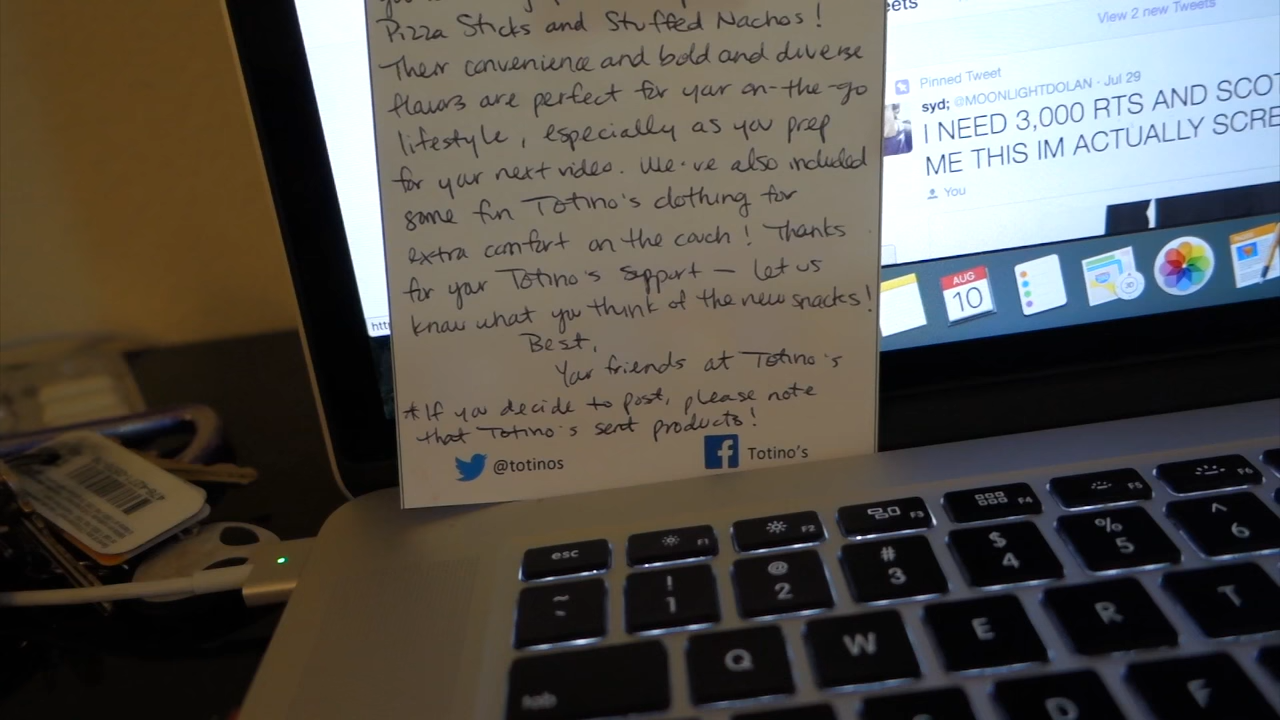 Pizza Sticks and Stuffed Nachos!
Their convenience and bold and diverse
flavors are perfect for your on-the-go
lifestyle, especially as you prep
for your next video. We've also included
some fun Totino's clothing for
extra comfort on the couch! Thanks
for your Totino's support — let us
know what you think of the new snacks!
Best,
Your friends at Totino's
*If you decide to post, please note
that Totino's sent products!
@totinos
Totino's
View 2 new Tweets
Pinned Tweet
syd; @MOONLIGHTDOLAN · Jul 29
I NEED 3,000 RTS AND SCOT
ME THIS IM ACTUALLY SCRE
You
AUG
10
esc F1 F2 F3 F4 F5 F6
~ ! @ # $ % ^
` 1 2 3 4 5 6
tab Q W E R T
D F